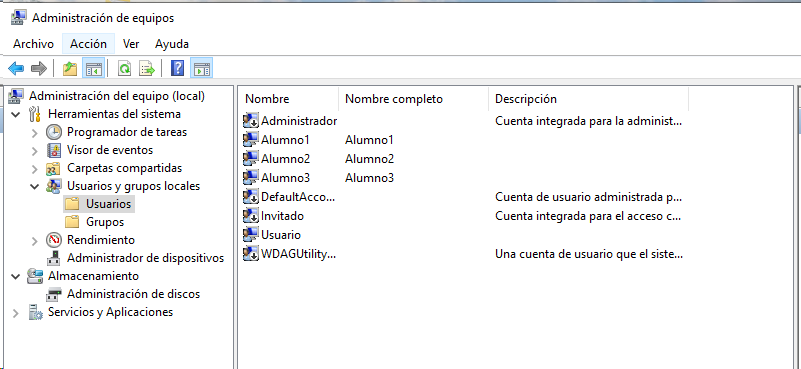 Administración de equipos
Archivo Acción Ver Ayuda
Administración del equipo (local)
Herramientas del sistema
Programador de tareas
Visor de eventos
Carpetas compartidas
Usuarios y grupos locales
Usuarios
Grupos
Rendimiento
Administrador de dispositivos
Almacenamiento
Administración de discos
Servicios y Aplicaciones
Nombre Nombre completo Descripción
Administrador Cuenta integrada para la administ...
Alumno1 Alumno1
Alumno2 Alumno2
Alumno3 Alumno3
DefaultAcco... Cuenta de usuario administrada p...
Invitado Cuenta integrada para el acceso c...
Usuario
WDAGUtility... Una cuenta de usuario que el siste...